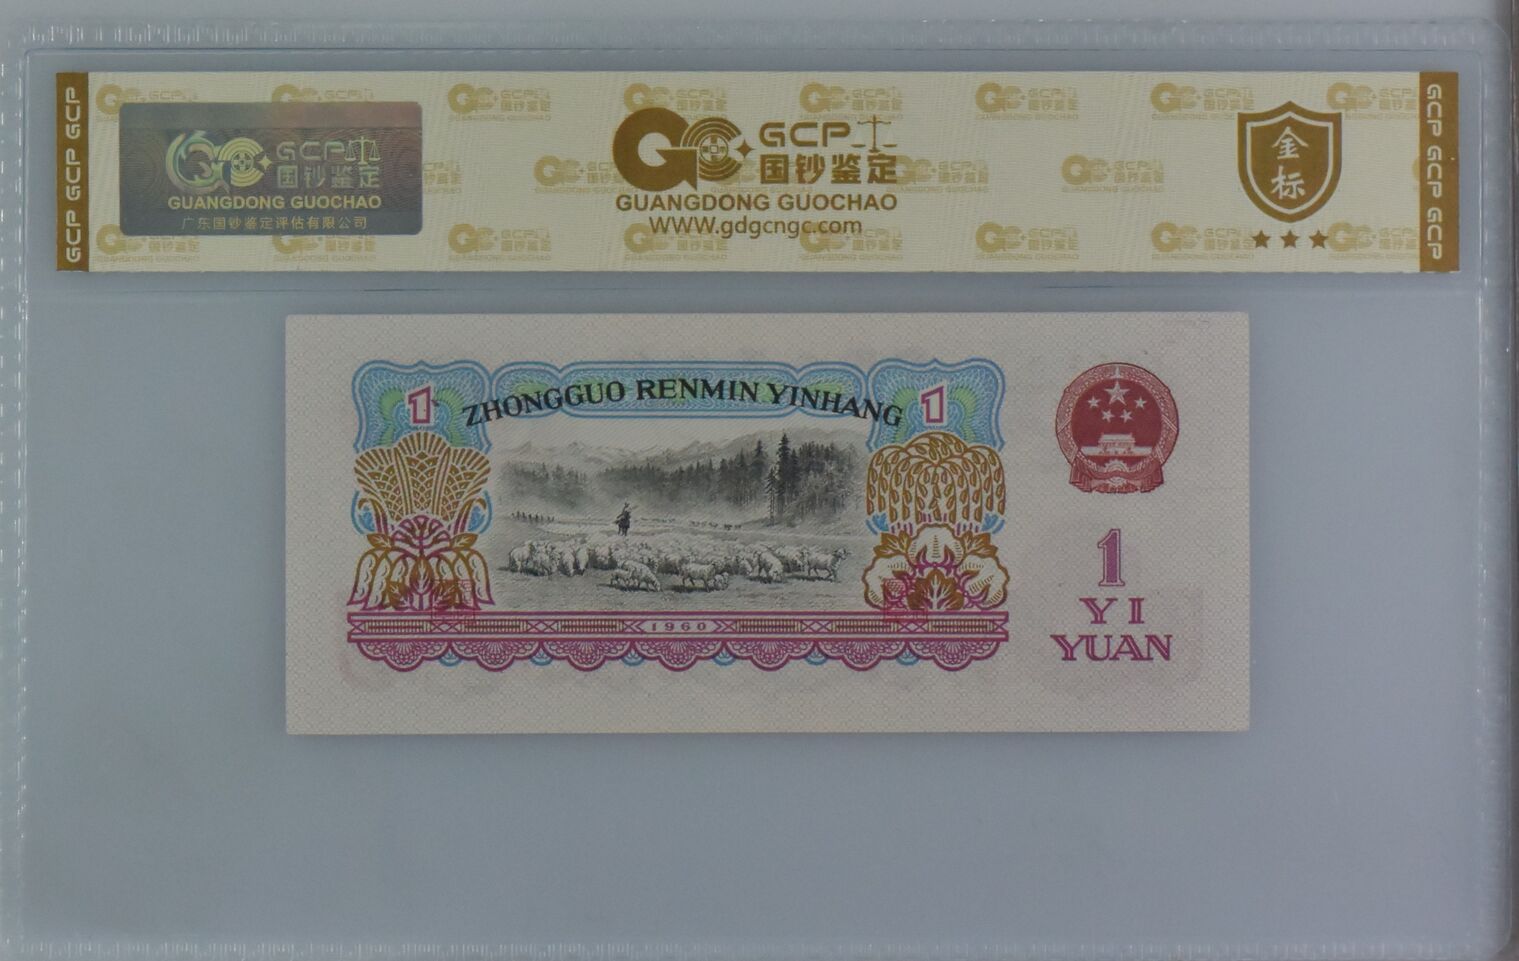 GCP GCP GCP
GCP
国钞鉴定
GUANGDONG GUOCHAO
广东国钞鉴定评估有限公司
GCP
国钞鉴定
GUANGDONG GUOCHAO
WWW.gdgcngc.com
金
标
GCP GCP GCP
1
ZHONGGUO RENMIN YINHANG
1
1960
1
YI
YUAN